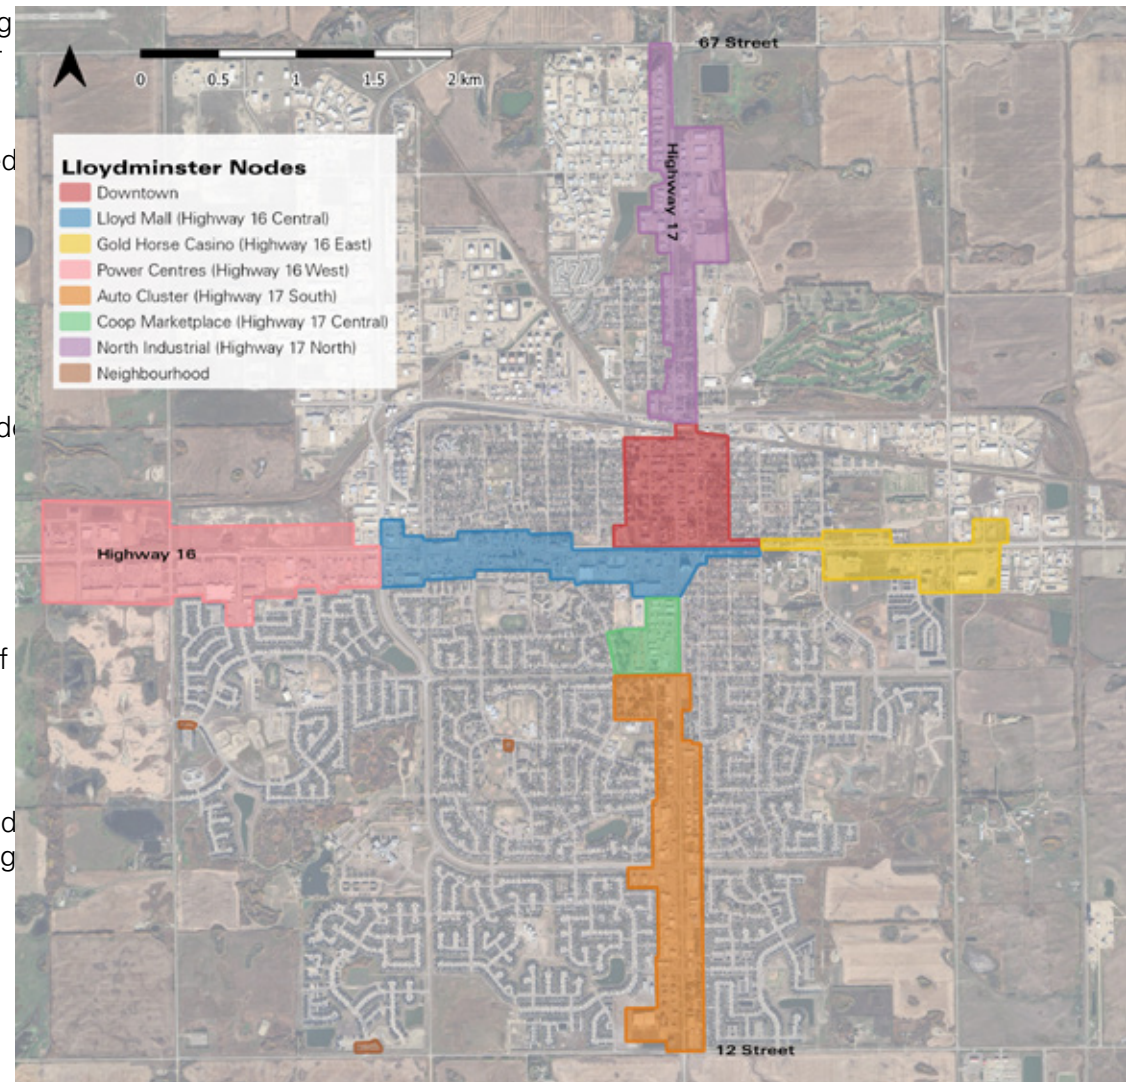 g
ed
de
f
d
g
67 Street
0 0.5 1 1.5 2 km
Lloydminster Nodes
Downtown
Lloyd Mall (Highway 16 Central)
Gold Horse Casino (Highway 16 East)
Power Centres (Highway 16 West)
Auto Cluster (Highway 17 South)
Coop Marketplace (Highway 17 Central)
North Industrial (Highway 17 North)
Neighbourhood
Highway 17
Highway 16
12 Street